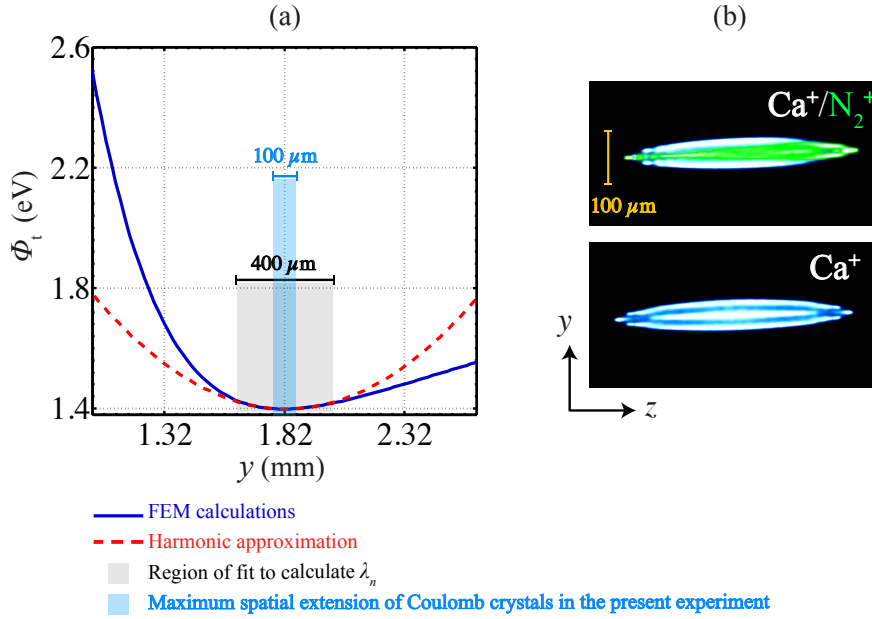 (a)
(b)
2.6
2.2
1.8
1.4
Φt (eV)
1.32
1.82
2.32
y (mm)
100 µm
400 µm
Ca+/N2+
100 µm
Ca+
y
z
FEM calculations
Harmonic approximation
Region of fit to calculate λn
Maximum spatial extension of Coulomb crystals in the present experiment